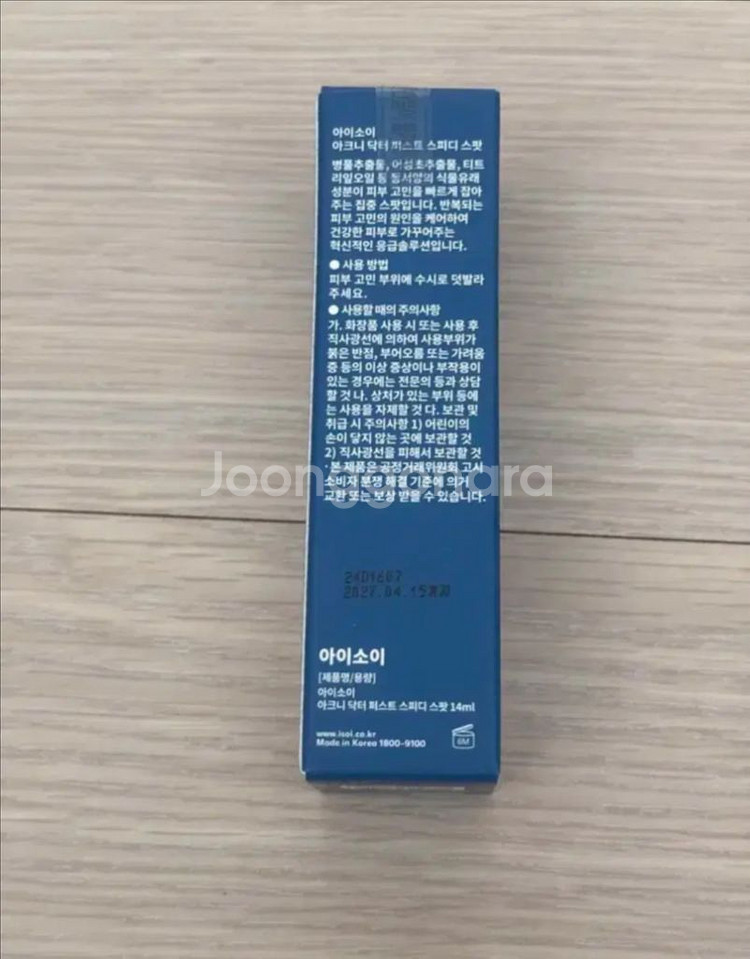 아이소이
아크니 닥터 퍼스트 스피디 스팟
병풀추출물, 어성초추출물, 티트
리잎오일 등 동서양의 식물유래
성분이 피부 고민을 빠르게 잡아
주는 집중 스팟입니다. 반복되는
피부 고민의 원인을 케어하여
건강한 피부로 가꾸어주는
혁신적인 응급솔루션입니다.
● 사용 방법
피부 고민 부위에 수시로 덧발라
주세요.
● 사용할 때의 주의사항
가. 화장품 사용 시 또는 사용 후
직사광선에 의하여 사용부위가
붉은 반점, 부어오름 또는 가려움
증 등의 이상 증상이나 부작용이
있는 경우에는 전문의 등과 상담
할 것 나. 상처가 있는 부위 등에
는 사용을 자제할 것 다. 보관 및
취급 시 주의사항 1) 어린이의
손이 닿지 않는 곳에 보관할 것
2) 직사광선을 피해서 보관할 것
· 본 제품은 공정거래위원회 고시
소비자 분쟁 해결 기준에 의거
교환 또는 보상 받을 수 있습니다.
Joonggonara
24D1607
2027.04.15까지
아이소이
[제품명/용량]
아이소이
아크니 닥터 퍼스트 스피디 스팟 14ml
www.isoi.co.kr
Made in Korea 1800-9100
6M